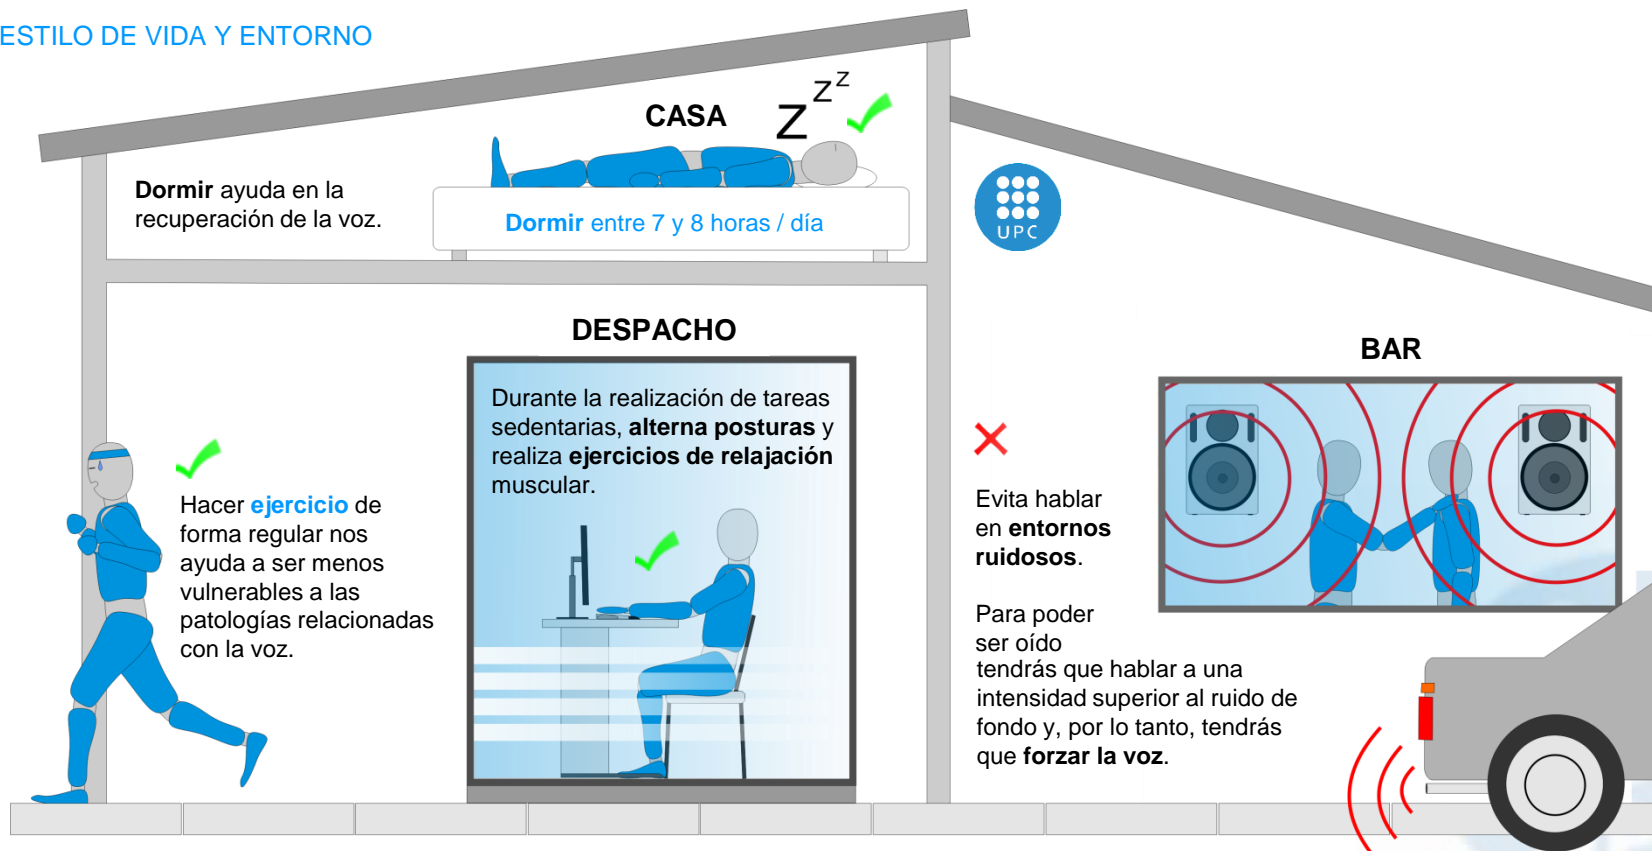 ESTILO DE VIDA Y ENTORNO
CASA
Z Z Z
Dormir ayuda en la
recuperación de la voz.
Dormir entre 7 y 8 horas / día
UPC
DESPACHO
Durante la realización de tareas
sedentarias, alterna posturas y
realiza ejercicios de relajación
muscular.
Hacer ejercicio de
forma regular nos
ayuda a ser menos
vulnerables a las
patologías relacionadas
con la voz.
BAR
Evita hablar
en entornos
ruidosos.
Para poder
ser oído
tendrás que hablar a una
intensidad superior al ruido de
fondo y, por lo tanto, tendrás
que forzar la voz.